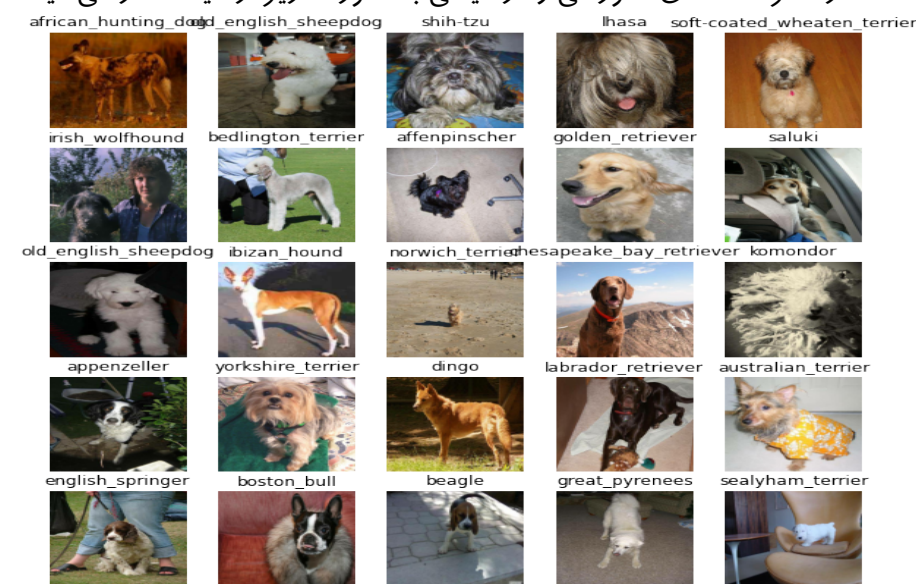 african_hunting_dog old_english_sheepdog shih-tzu lhasa soft-coated_wheaten_terrier
irish_wolfhound bedlington_terrier affenpinscher golden_retriever saluki
old_english_sheepdog ibizan_hound norwich_terrier chesapeake_bay_retriever komondor
appenzeller yorkshire_terrier dingo labrador_retriever australian_terrier
english_springer boston_bull beagle great_pyrenees sealyham_terrier